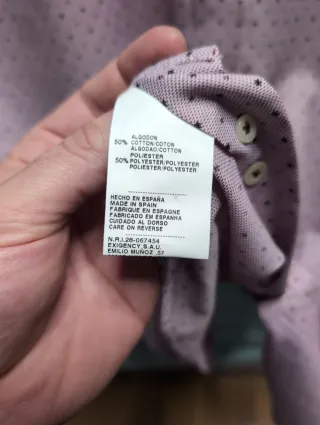 ALGODON
50% COTTON/COTON
ALGODAO/COTTON
POLIESTER
50% POLYESTER/POLYESTER
POLIESTER/POLYESTER
HECHO EN ESPAÑA
MADE IN SPAIN
FABRIQUE EN ESPAGNE
FABRICADO EM ESPANHA
CUIDADO AL DORSO
CARE ON REVERSE
N.R.I.28-067454
EXIGENCY,S.A.U.
EMILIO MUÑOZ ,57